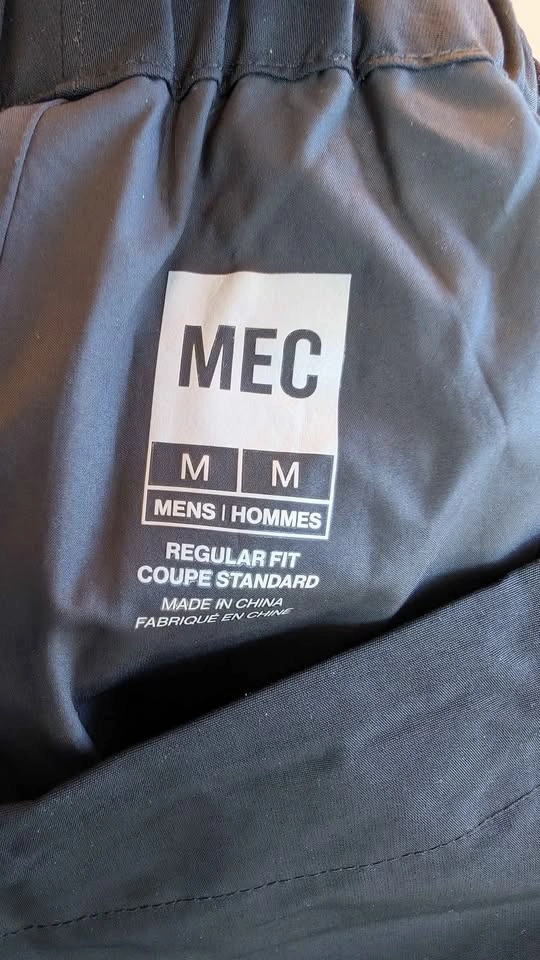 MEC
M M
MENS | HOMMES
REGULAR FIT
COUPE STANDARD
MADE IN CHINA
FABRIQUÉ EN CHINE